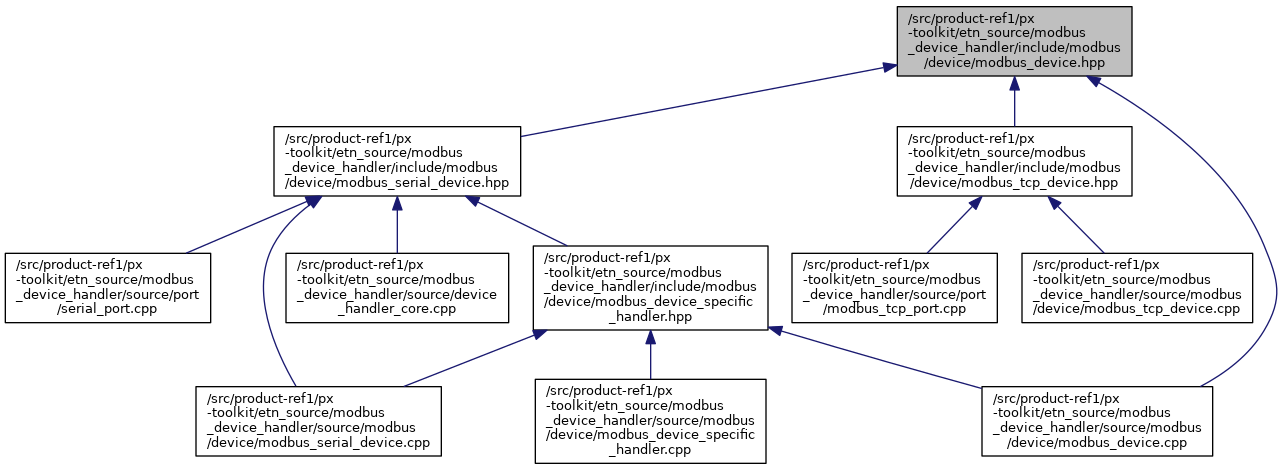 /src/product-ref1/px
-toolkit/etn_source/modbus
_device_handler/include/modbus
/device/modbus_device.hpp
/src/product-ref1/px
-toolkit/etn_source/modbus
_device_handler/include/modbus
/device/modbus_serial_device.hpp
/src/product-ref1/px
-toolkit/etn_source/modbus
_device_handler/include/modbus
/device/modbus_tcp_device.hpp
/src/product-ref1/px
-toolkit/etn_source/modbus
_device_handler/source/port
/serial_port.cpp
/src/product-ref1/px
-toolkit/etn_source/modbus
_device_handler/source/device
_handler_core.cpp
/src/product-ref1/px
-toolkit/etn_source/modbus
_device_handler/include/modbus
/device/modbus_device_specific
_handler.hpp
/src/product-ref1/px
-toolkit/etn_source/modbus
_device_handler/source/port
/modbus_tcp_port.cpp
/src/product-ref1/px
-toolkit/etn_source/modbus
_device_handler/source/modbus
/device/modbus_tcp_device.cpp
/src/product-ref1/px
-toolkit/etn_source/modbus
_device_handler/source/modbus
/device/modbus_serial_device.cpp
/src/product-ref1/px
-toolkit/etn_source/modbus
_device_handler/source/modbus
/device/modbus_device_specific
_handler.cpp
/src/product-ref1/px
-toolkit/etn_source/modbus
_device_handler/source/modbus
/device/modbus_device.cpp